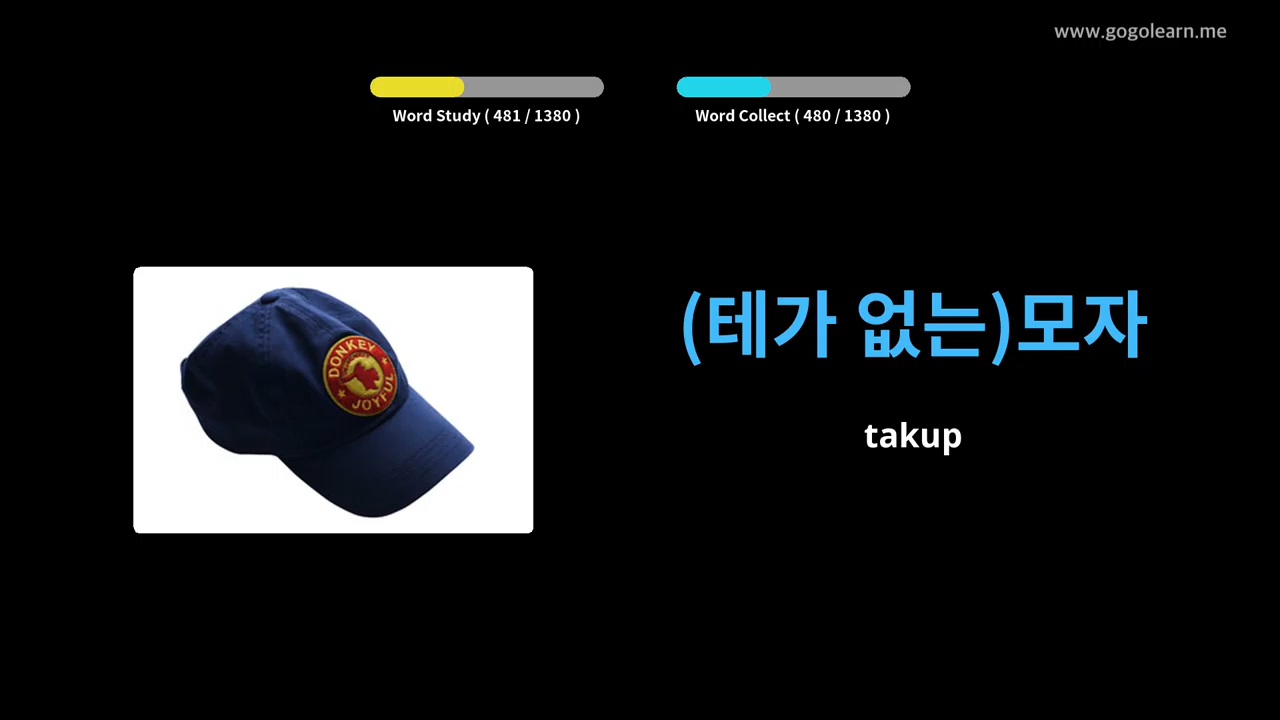 www.gogolearn.me
Word Study ( 481 / 1380 )
Word Collect ( 480 / 1380 )
DONKEY
JOYFUL
(테가 없는)모자
takup